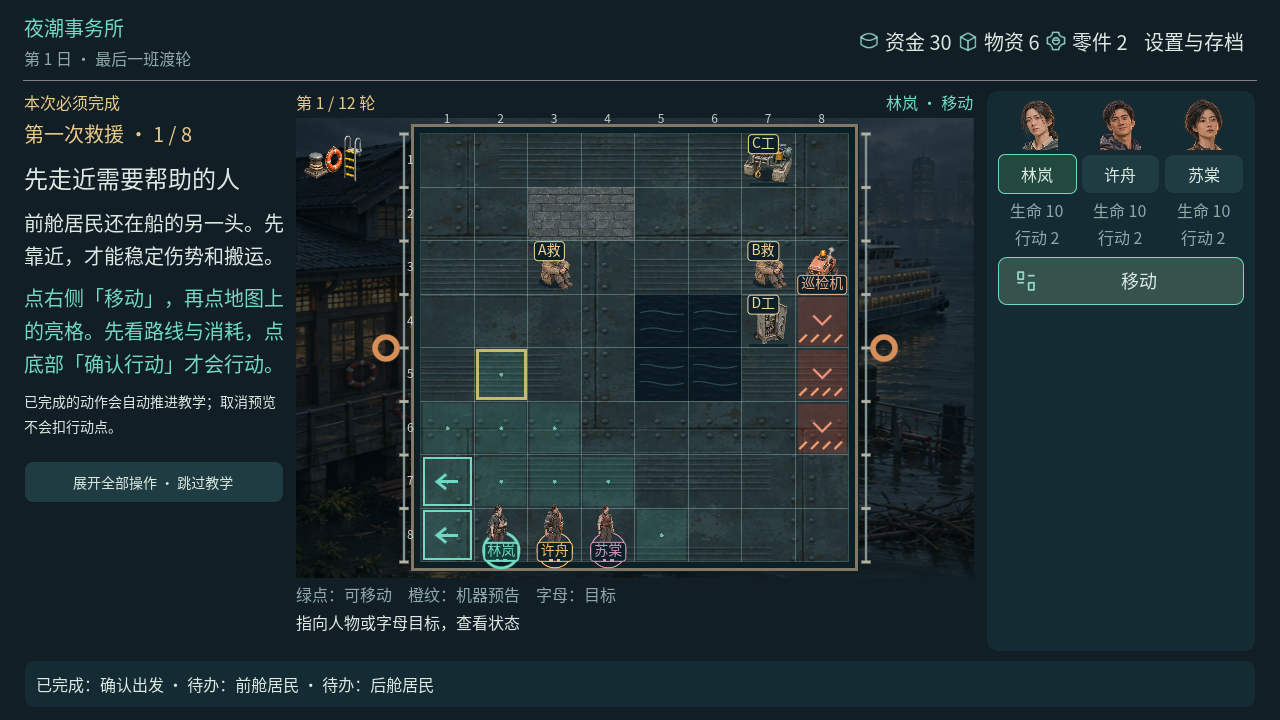 夜潮事务所
第 1 日 · 最后一班渡轮
资金 30 物资 6 零件 2 设置与存档
本次必须完成
第一次救援 · 1 / 8
先走近需要帮助的人
前舱居民还在船的另一头。先
靠近，才能稳定伤势和搬运。
点右侧「移动」，再点地图上
的亮格。先看路线与消耗，点
底部「确认行动」才会行动。
已完成的动作会自动推进教学；取消预览
不会扣行动点。
展开全部操作 · 跳过教学
第 1 / 12 轮
林岚 · 移动
1 2 3 4 5 6 7 8
1
C工
2
A救
B救
3
巡检机
D工
4
5
6
7
8
林岚
许舟
苏棠
绿点：可移动 橙纹：机器预告 字母：目标
指向人物或字母目标，查看状态
林岚 许舟 苏棠
生命 10 生命 10 生命 10
行动 2 行动 2 行动 2
移动
已完成：确认出发 · 待办：前舱居民 · 待办：后舱居民